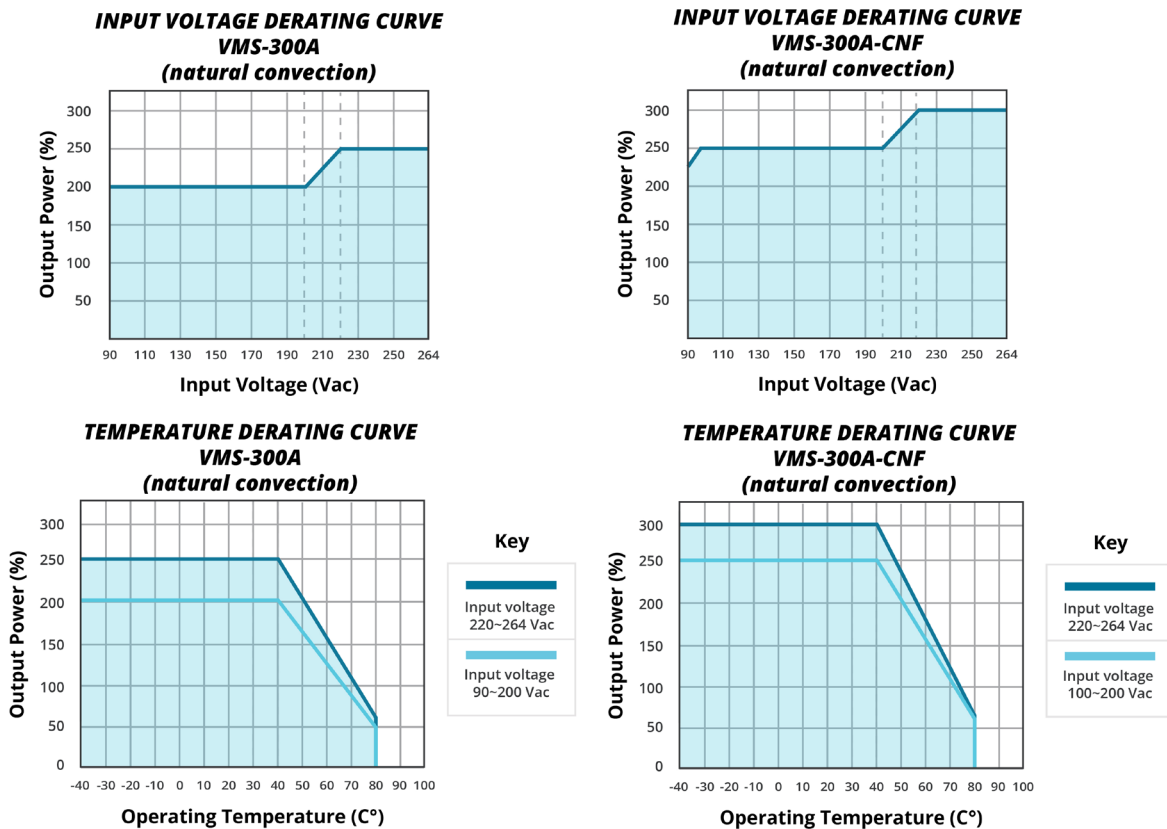 INPUT VOLTAGE DERATING CURVE
VMS-300A
(natural convection)
Output Power (%)
300
250
200
150
100
50
90 110 130 150 170 190 210 230 250 264
Input Voltage (Vac)
INPUT VOLTAGE DERATING CURVE
VMS-300A-CNF
(natural convection)
Output Power (%)
300
250
200
150
100
50
90 110 130 150 170 190 210 230 250 264
Input Voltage (Vac)
TEMPERATURE DERATING CURVE
VMS-300A
(natural convection)
Output Power (%)
300
250
200
150
100
50
0
-40 -20 -10 -20 0 10 20 30 40 50 60 70 80 90 100
Operating Temperature (C°)
Key
Input voltage
220~264 Vac
Input voltage
90~200 Vac
TEMPERATURE DERATING CURVE
VMS-300A-CNF
(natural convection)
Output Power (%)
300
250
200
150
100
50
0
-40 -20 -10 -20 0 10 20 30 40 50 60 70 80 90 100
Operating Temperature (C°)
Key
Input voltage
220~264 Vac
Input voltage
100~200 Vac